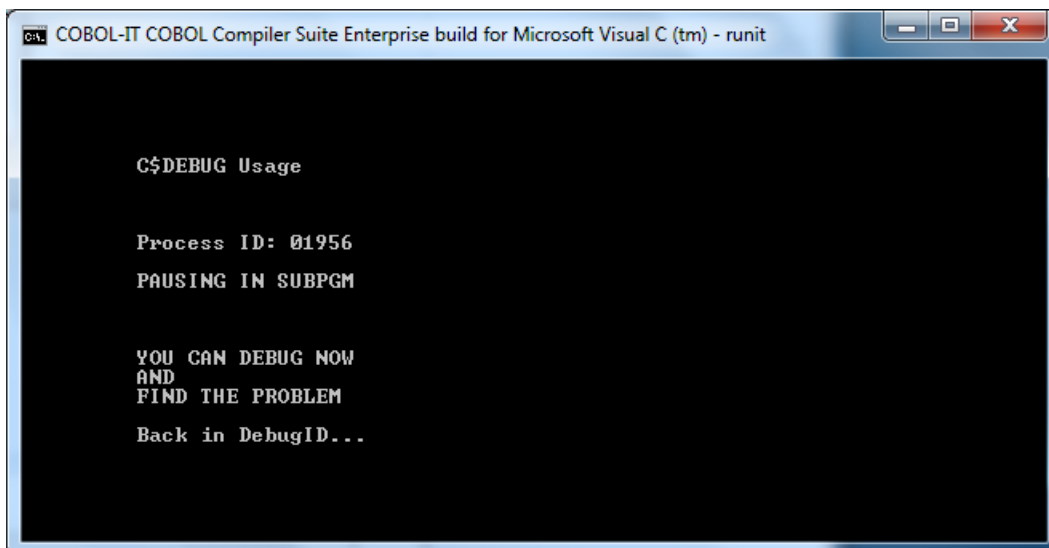 COBOL-IT COBOL Compiler Suite Enterprise build for Microsoft Visual C (tm) - runit
C$DEBUG Usage
Process ID: 01956
PAUSING IN SUBPGM
YOU CAN DEBUG NOW
AND
FIND THE PROBLEM
Back in DebugID...